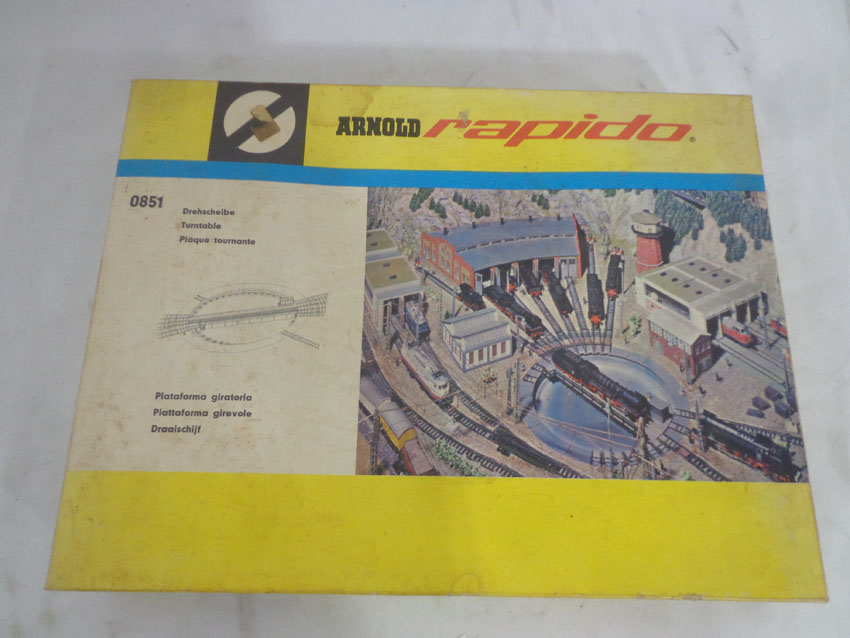 ARNOLD rapido®
0851
Drehscheibe
Turntable
Plaque tournante
Plataforma giratoria
Piattaforma girevole
Draaischijf